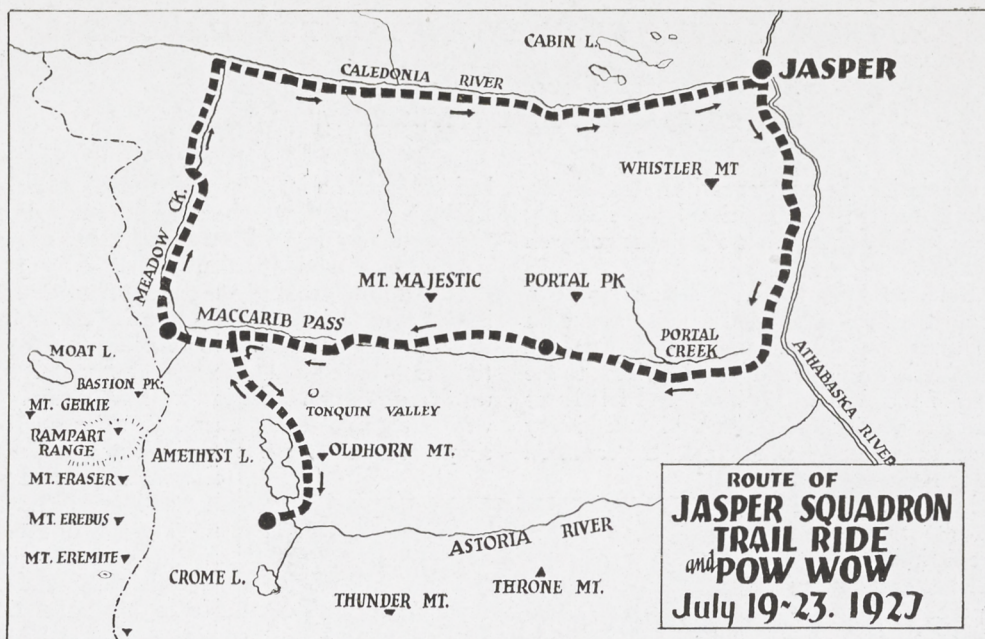 CABIN L.
JASPER
CALEDONIA RIVER
WHISTLER MT
MEADOW CK.
MT. MAJESTIC
PORTAL PK
MACCARIB PASS
PORTAL
CREEK
MOAT L.
ATHABASKA RIVER
BASTION PK.
MT. GEIKIE
TONQUIN VALLEY
RAMPART
RANGE
AMETHYST L.
OLDHORN MT.
MT. FRASER
MT. EREBUS
ASTORIA RIVER
MT. EREMITE
CROME L.
THRONE MT.
THUNDER MT.
ROUTE OF
JASPER SQUADRON
TRAIL RIDE
and POW WOW
July 19-23. 1927